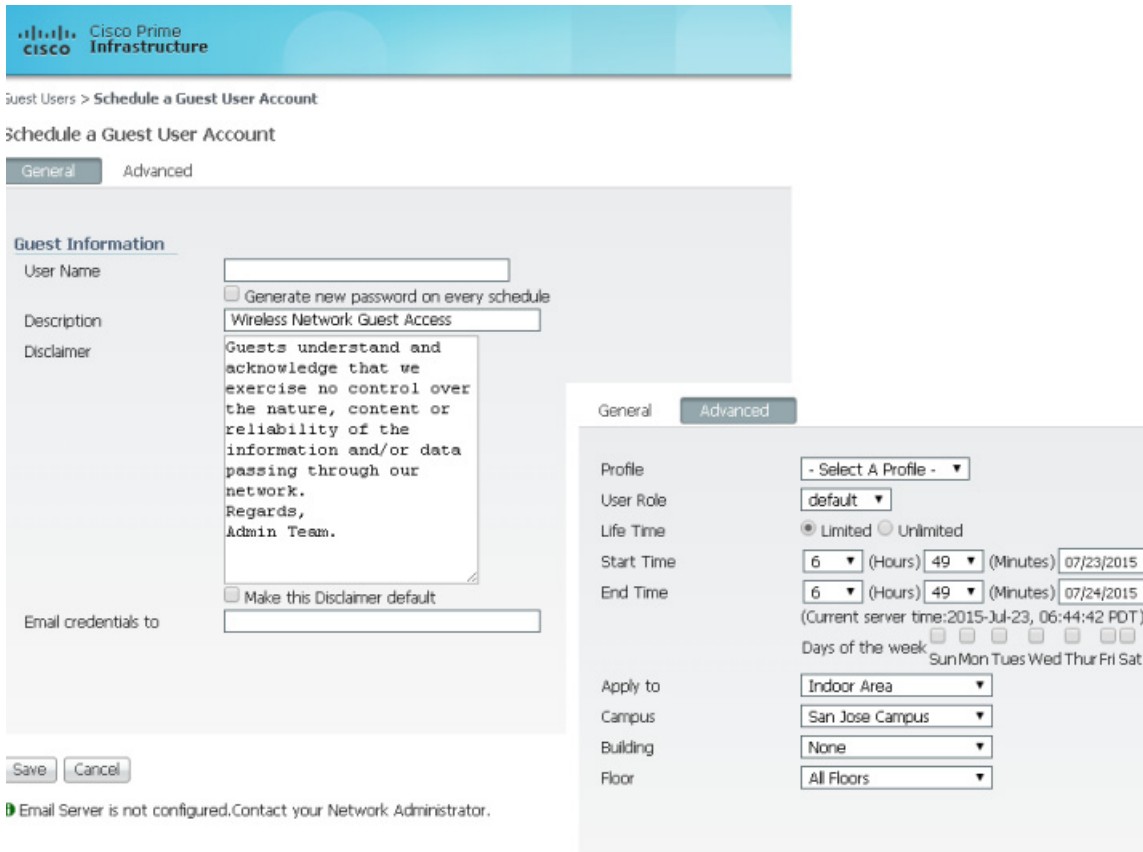 Cisco Prime
CISCO Infrastructure
Guest Users > Schedule a Guest User Account
Schedule a Guest User Account
General Advanced
Guest Information
User Name
Generate new password on every schedule
Description Wireless Network Guest Access
Disclaimer
Guests understand and
acknowledge that we
exercise no control over
the nature, content or
reliability of the
information and/or data
passing through our
network.
Regards,
Admin Team.
Make this Disclaimer default
Email credentials to
Save Cancel
Email Server is not configured.Contact your Network Administrator.
General Advanced
Profile - Select A Profile -
User Role default
Life Time Limited Unlimited
Start Time 6 (Hours) 49 (Minutes) 07/23/2015
End Time 6 (Hours) 49 (Minutes) 07/24/2015
(Current server time:2015-Jul-23, 06:44:42 PDT)
Days of the week
Sun Mon Tues Wed Thur Fri Sat
Apply to Indoor Area
Campus San Jose Campus
Building None
Floor All Floors